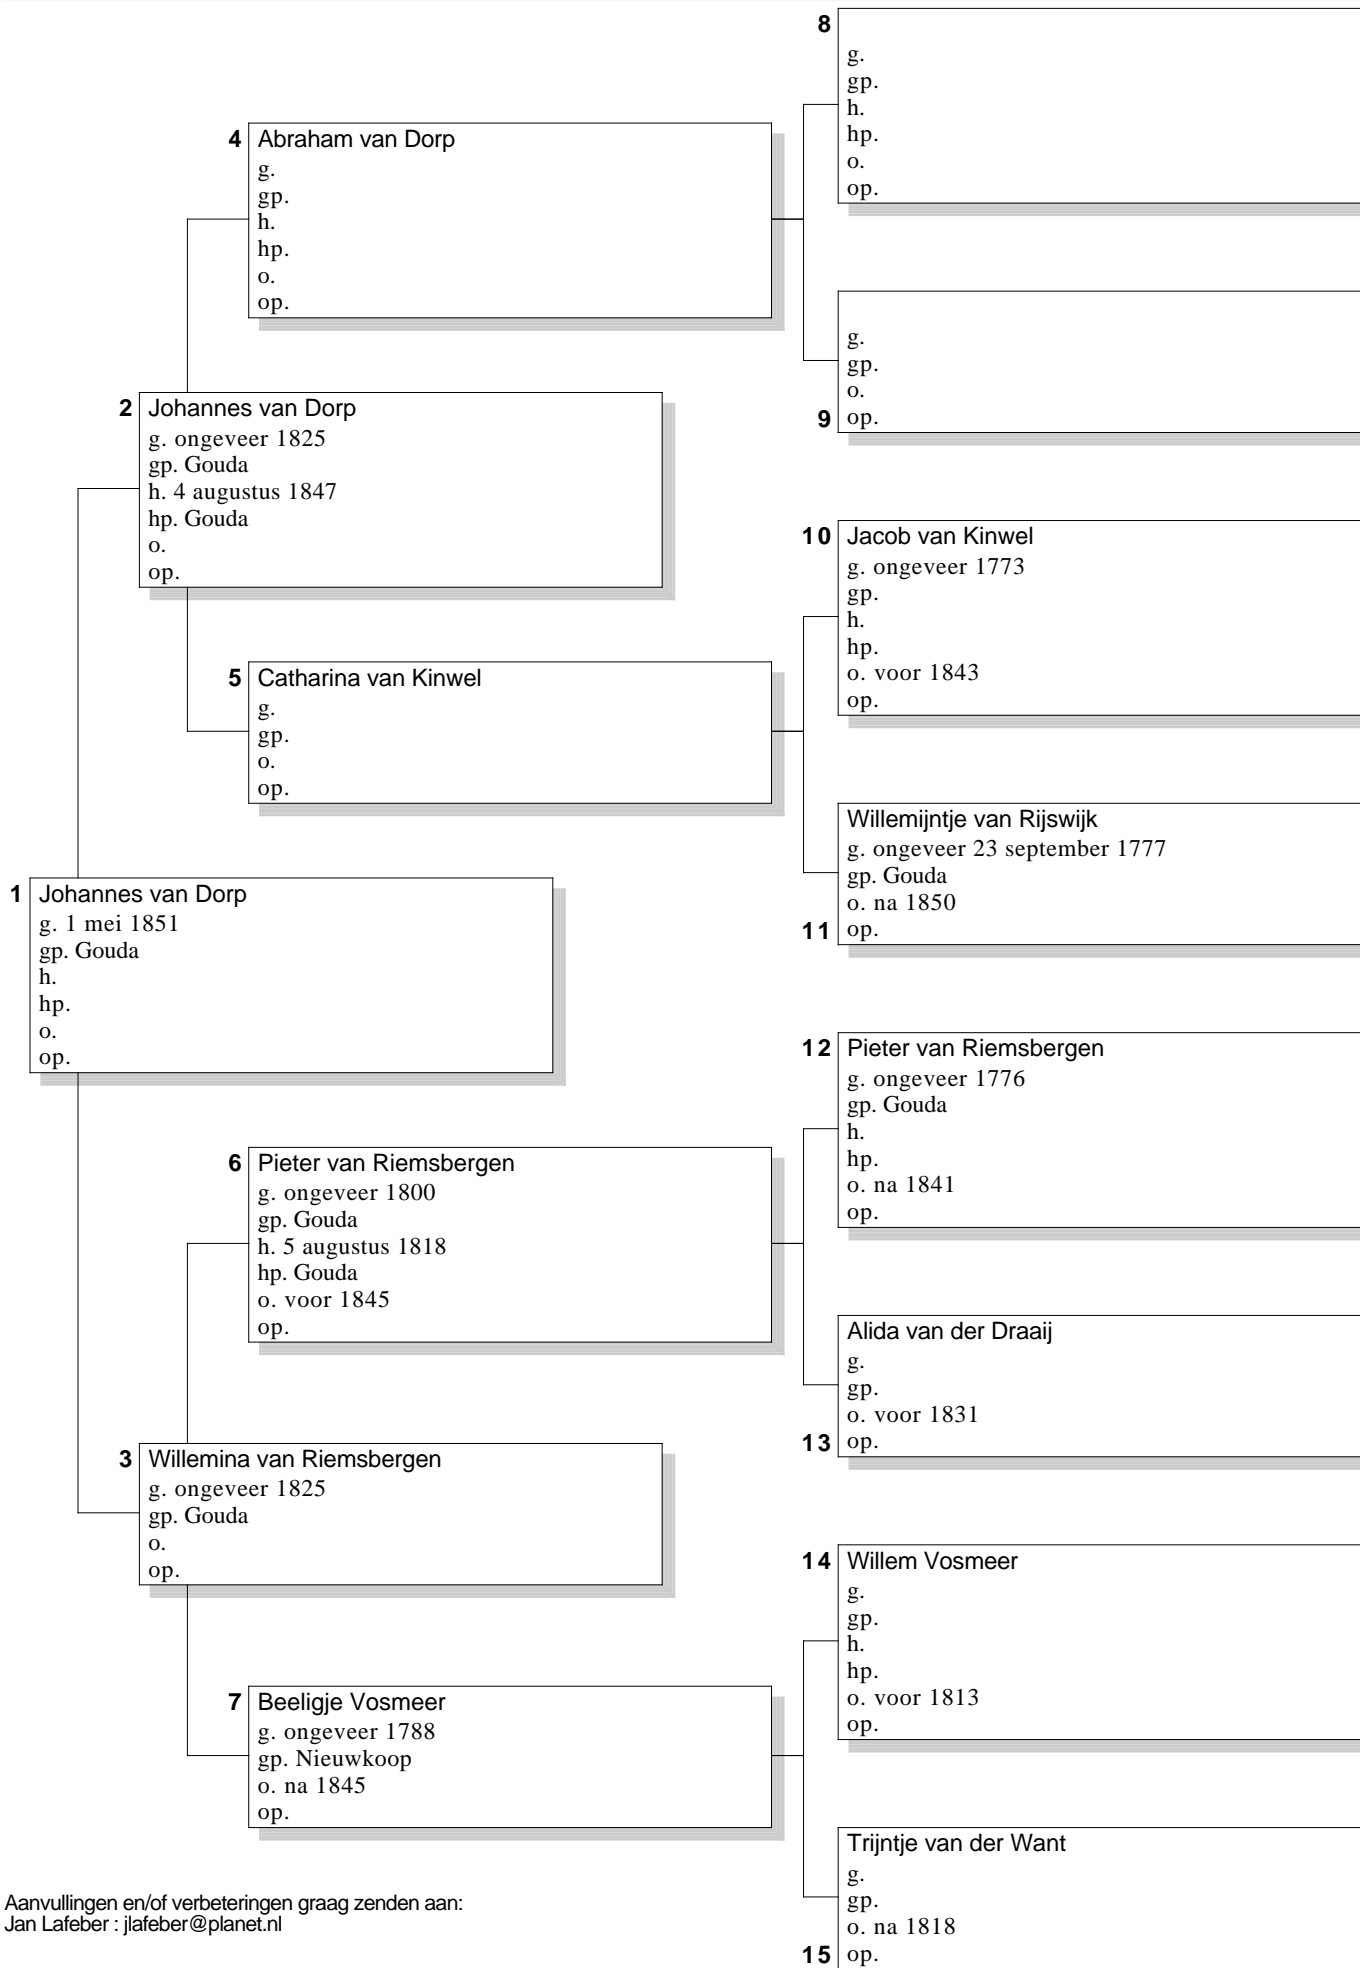 8
g.
gp.
h.
hp.
o.
op.
4 Abraham van Dorp
g.
gp.
h.
hp.
o.
op.
g.
gp.
o.
9 op.
2 Johannes van Dorp
g. ongeveer 1825
gp. Gouda
h. 4 augustus 1847
hp. Gouda
o.
op.
10 Jacob van Kinwel
g. ongeveer 1773
gp.
h.
hp.
o. voor 1843
op.
5 Catharina van Kinwel
g.
gp.
o.
op.
Willemijntje van Rijswijk
g. ongeveer 23 september 1777
gp. Gouda
o. na 1850
11 op.
1 Johannes van Dorp
g. 1 mei 1851
gp. Gouda
h.
hp.
o.
op.
12 Pieter van Riemsbergen
g. ongeveer 1776
gp. Gouda
h.
hp.
o. na 1841
op.
6 Pieter van Riemsbergen
g. ongeveer 1800
gp. Gouda
h. 5 augustus 1818
hp. Gouda
o. voor 1845
op.
Alida van der Draaij
g.
gp.
o. voor 1831
13 op.
3 Willemina van Riemsbergen
g. ongeveer 1825
gp. Gouda
o.
op.
14 Willem Vosmeer
g.
gp.
h.
hp.
o. voor 1813
op.
7 Beeligje Vosmeer
g. ongeveer 1788
gp. Nieuwkoop
o. na 1845
op.
Trijntje van der Want
g.
gp.
o. na 1818
15 op.
Aanvullingen en/of verbeteringen graag zenden aan:
Jan Lafeber : jlafeber@planet.nl